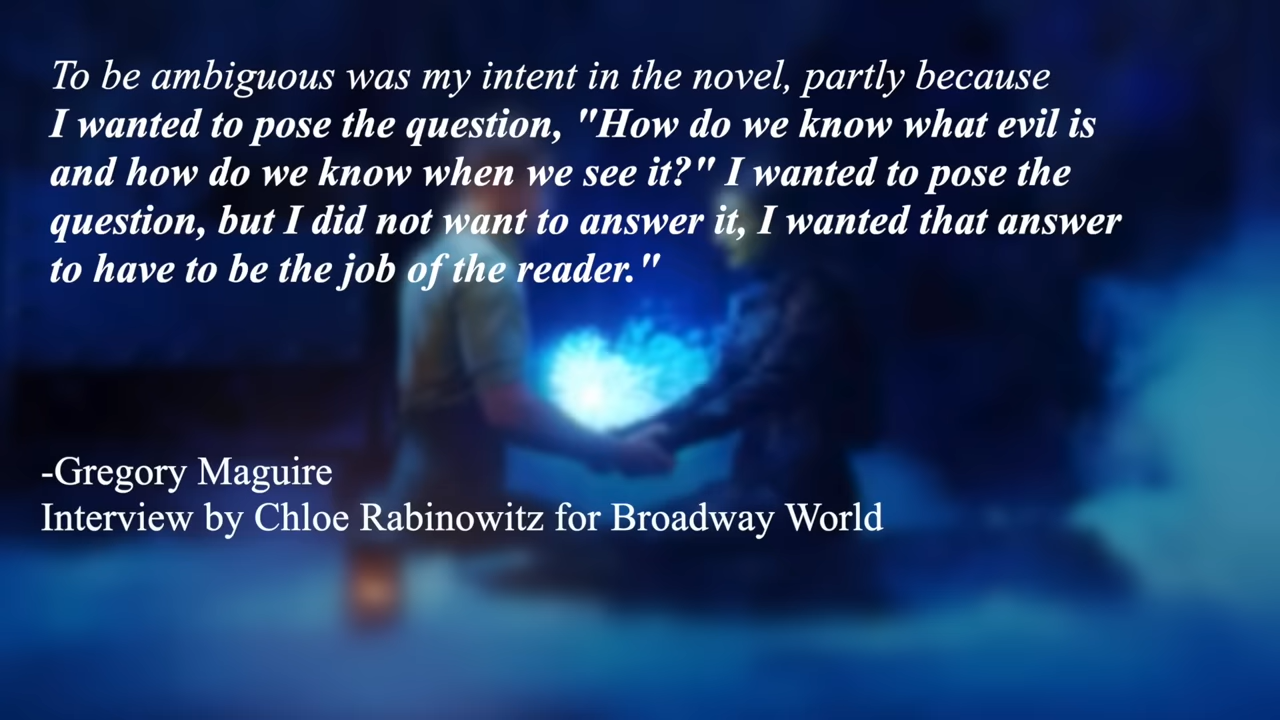 To be ambiguous was my intent in the novel, partly because
I wanted to pose the question, "How do we know what evil is
and how do we know when we see it?" I wanted to pose the
question, but I did not want to answer it, I wanted that answer
to have to be the job of the reader."
-Gregory Maguire
Interview by Chloe Rabinowitz for Broadway World